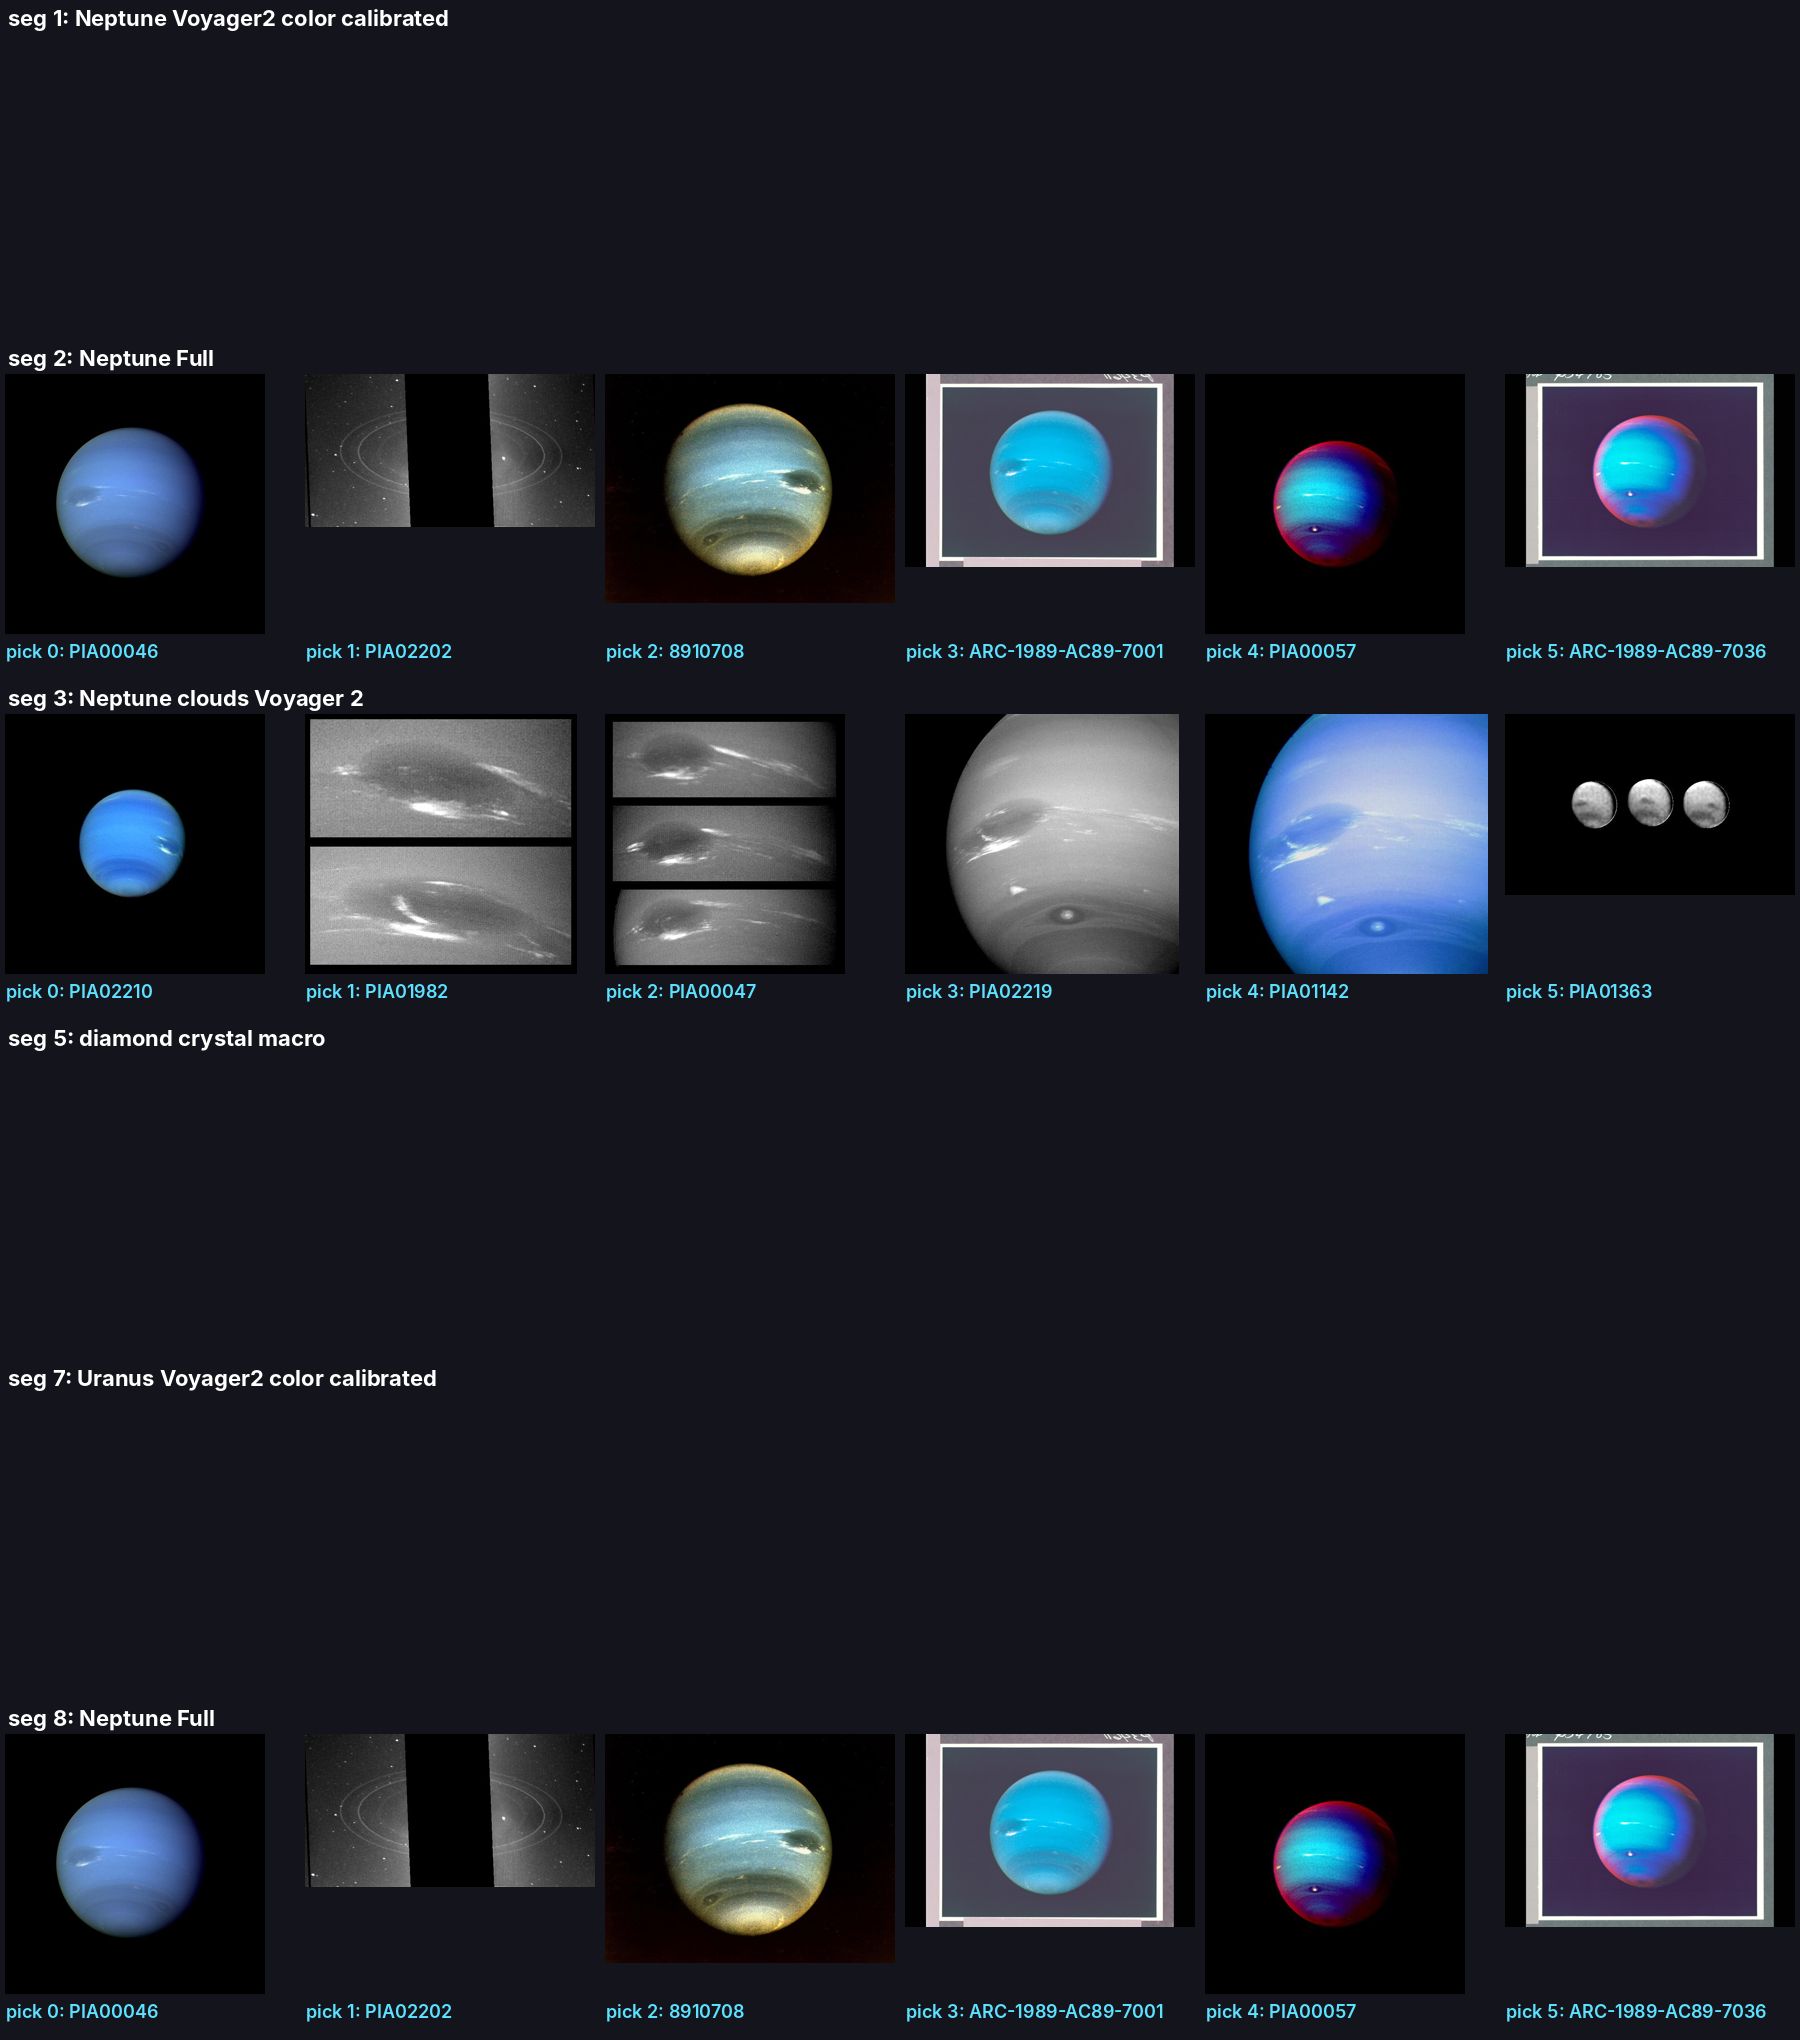 seg 1: Neptune Voyager2 color calibrated
seg 2: Neptune Full
pick 0: PIA00046
pick 1: PIA02202
pick 2: 8910708
pick 3: ARC-1989-AC89-7001
pick 4: PIA00057
pick 5: ARC-1989-AC89-7036
seg 3: Neptune clouds Voyager 2
pick 0: PIA02210
pick 1: PIA01982
pick 2: PIA00047
pick 3: PIA02219
pick 4: PIA01142
pick 5: PIA01363
seg 5: diamond crystal macro
seg 7: Uranus Voyager2 color calibrated
seg 8: Neptune Full
pick 0: PIA00046
pick 1: PIA02202
pick 2: 8910708
pick 3: ARC-1989-AC89-7001
pick 4: PIA00057
pick 5: ARC-1989-AC89-7036